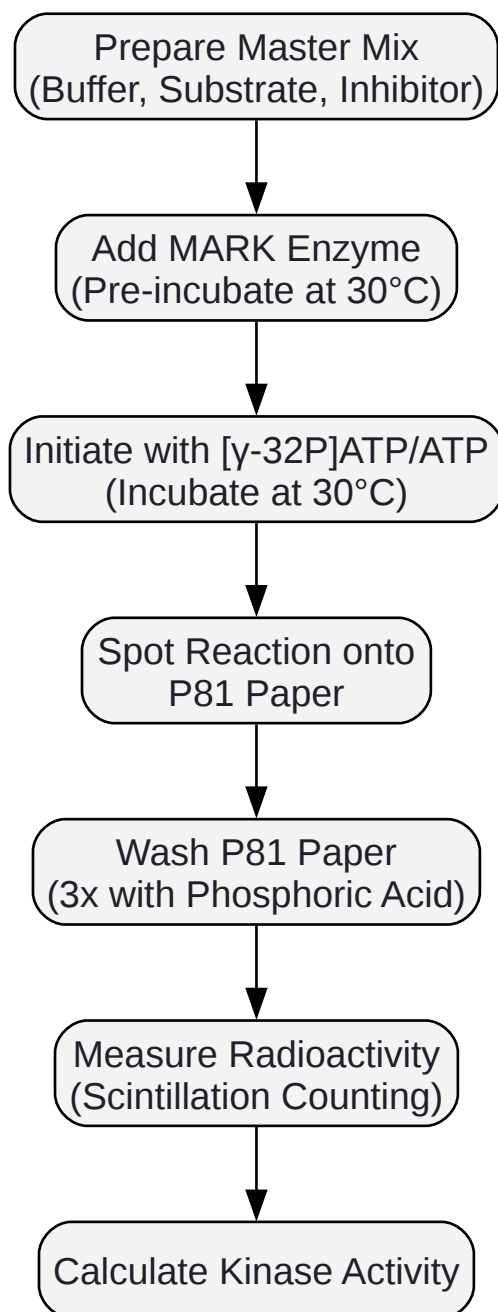 Prepare Master Mix
(Buffer, Substrate, Inhibitor)
Add MARK Enzyme
(Pre-incubate at 30°C)
Initiate with [γ-32P]ATP/ATP
(Incubate at 30°C)
Spot Reaction onto
P81 Paper
Wash P81 Paper
(3x with Phosphoric Acid)
Measure Radioactivity
(Scintillation Counting)
Calculate Kinase Activity